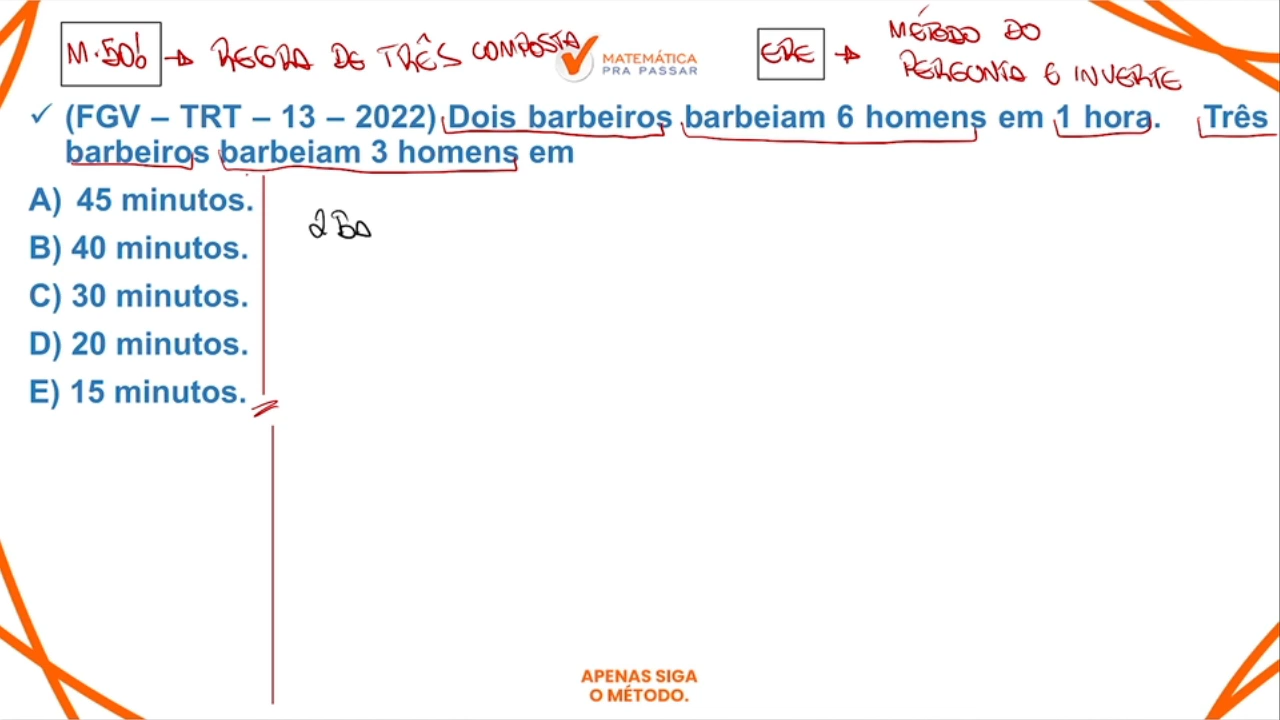 M.50! → REGRA DE TRÊS COMPOSTA
MATEMÁTICA
PRA PASSAR
→ MÉTODO DO
PERGUNTA E INVERTE
✓ (FGV – TRT – 13 – 2022) Dois barbeiros barbeiam 6 homens em 1 hora. Três
barbeiros barbeiam 3 homens em
A) 45 minutos.
B) 40 minutos.
C) 30 minutos.
D) 20 minutos.
E) 15 minutos.
2 Ba
APENAS SIGA
O MÉTODO.